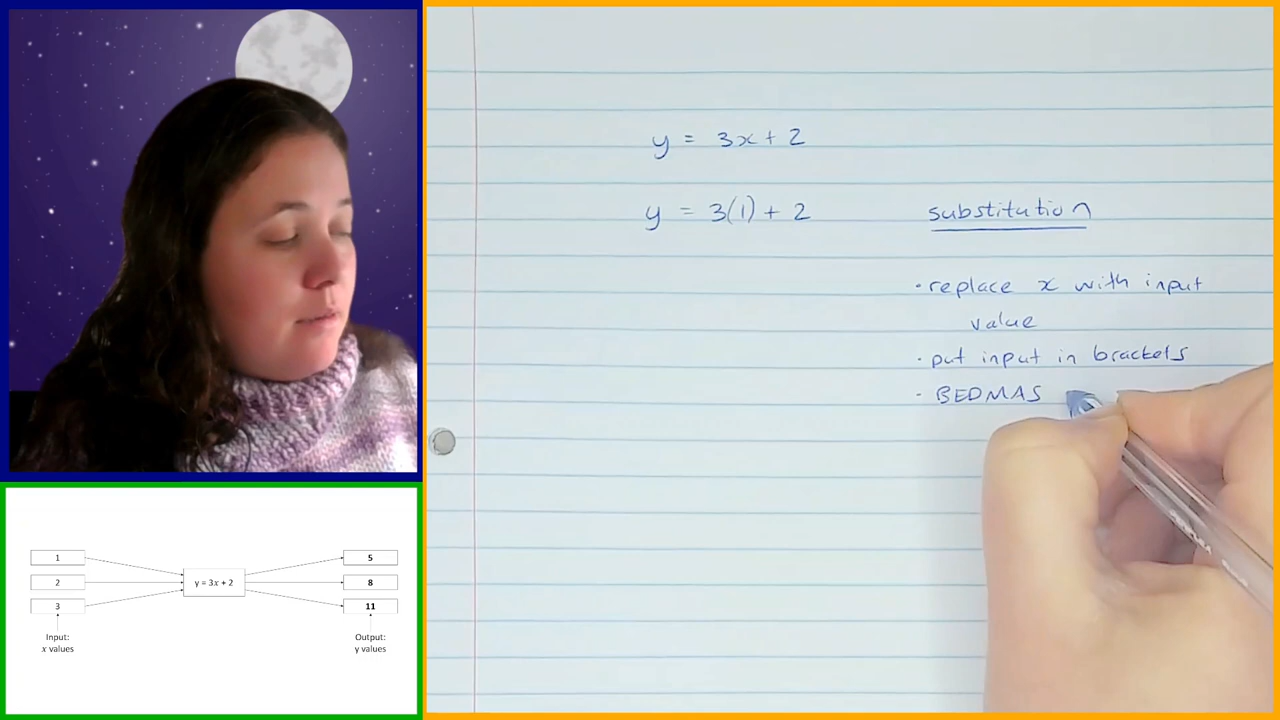 y = 3x + 2
y = 3(1) + 2
substitution
· replace x with input
value
· put input in brackets
· BEDMAS
1
2
3
y = 3x + 2
5
8
11
Input:
x values
Output:
y values